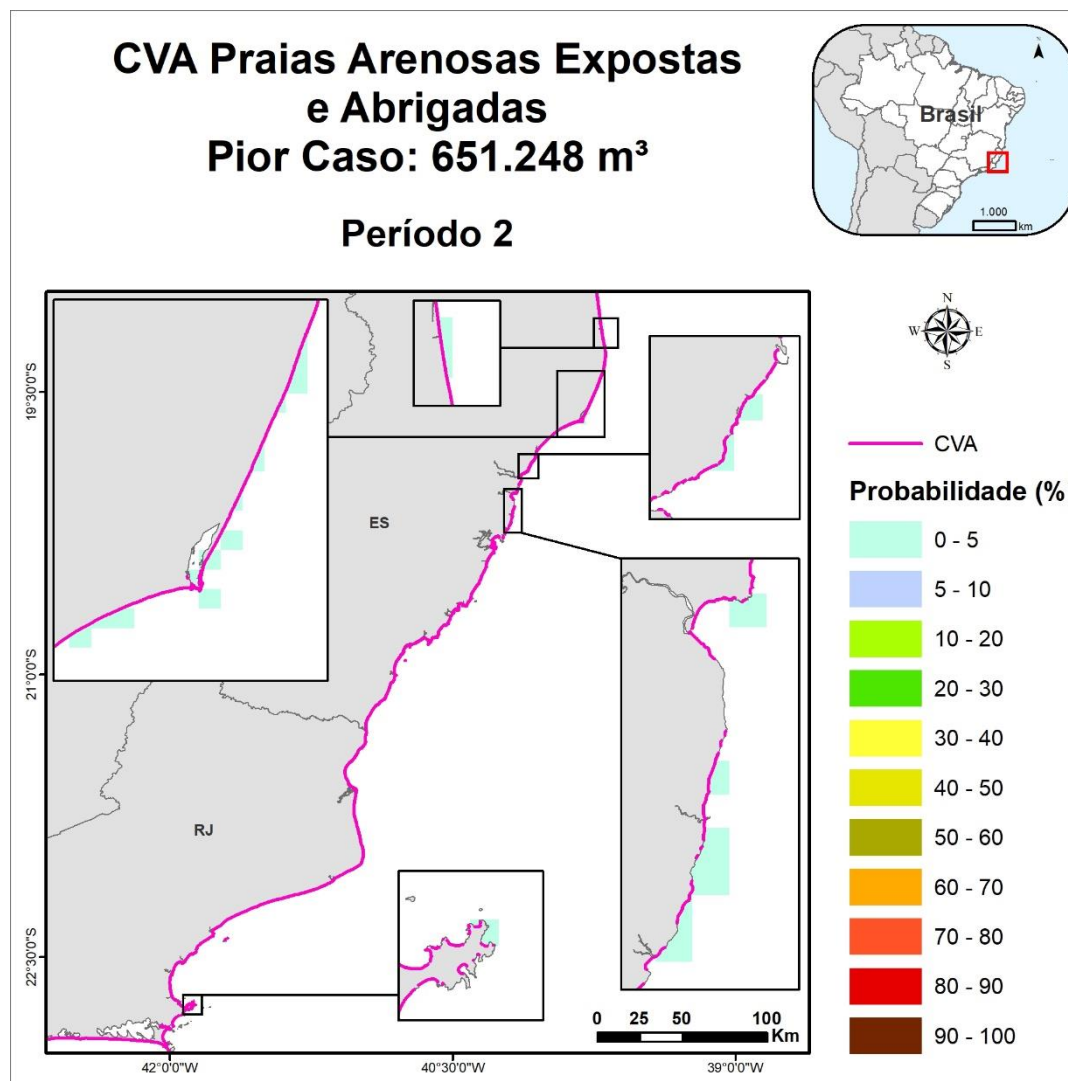 CVA Praias Arenosas Expostas
e Abrigadas
Pior Caso: 651.248 m³
Período 2
N
Brasil
1.000
km
N
W
E
S
19°30'0"S
21°0'0"S
22°30'0"S
ES
RJ
0 25 50 100
Km
42°0'0"W
40°30'0"W
39°0'0"W
CVA
Probabilidade (%
0 - 5
5 - 10
10 - 20
20 - 30
30 - 40
40 - 50
50 - 60
60 - 70
70 - 80
80 - 90
90 - 100